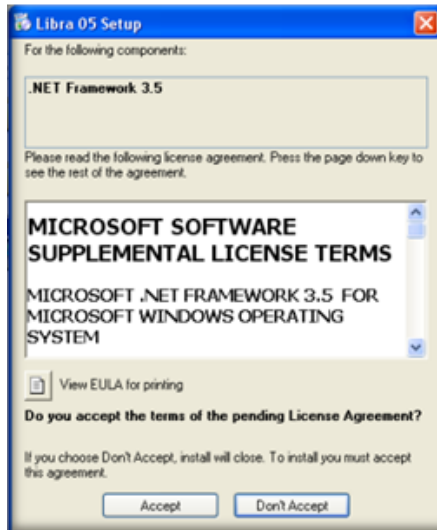 Libra 05 Setup
For the following components:
.NET Framework 3.5
Please read the following license agreement. Press the page down key to
see the rest of the agreement.
MICROSOFT SOFTWARE
SUPPLEMENTAL LICENSE TERMS
MICROSOFT .NET FRAMEWORK 3.5 FOR
MICROSOFT WINDOWS OPERATING
SYSTEM
View EULA for printing
Do you accept the terms of the pending License Agreement?
If you choose Don't Accept, install will close. To install you must accept
this agreement.
Accept Don't Accept